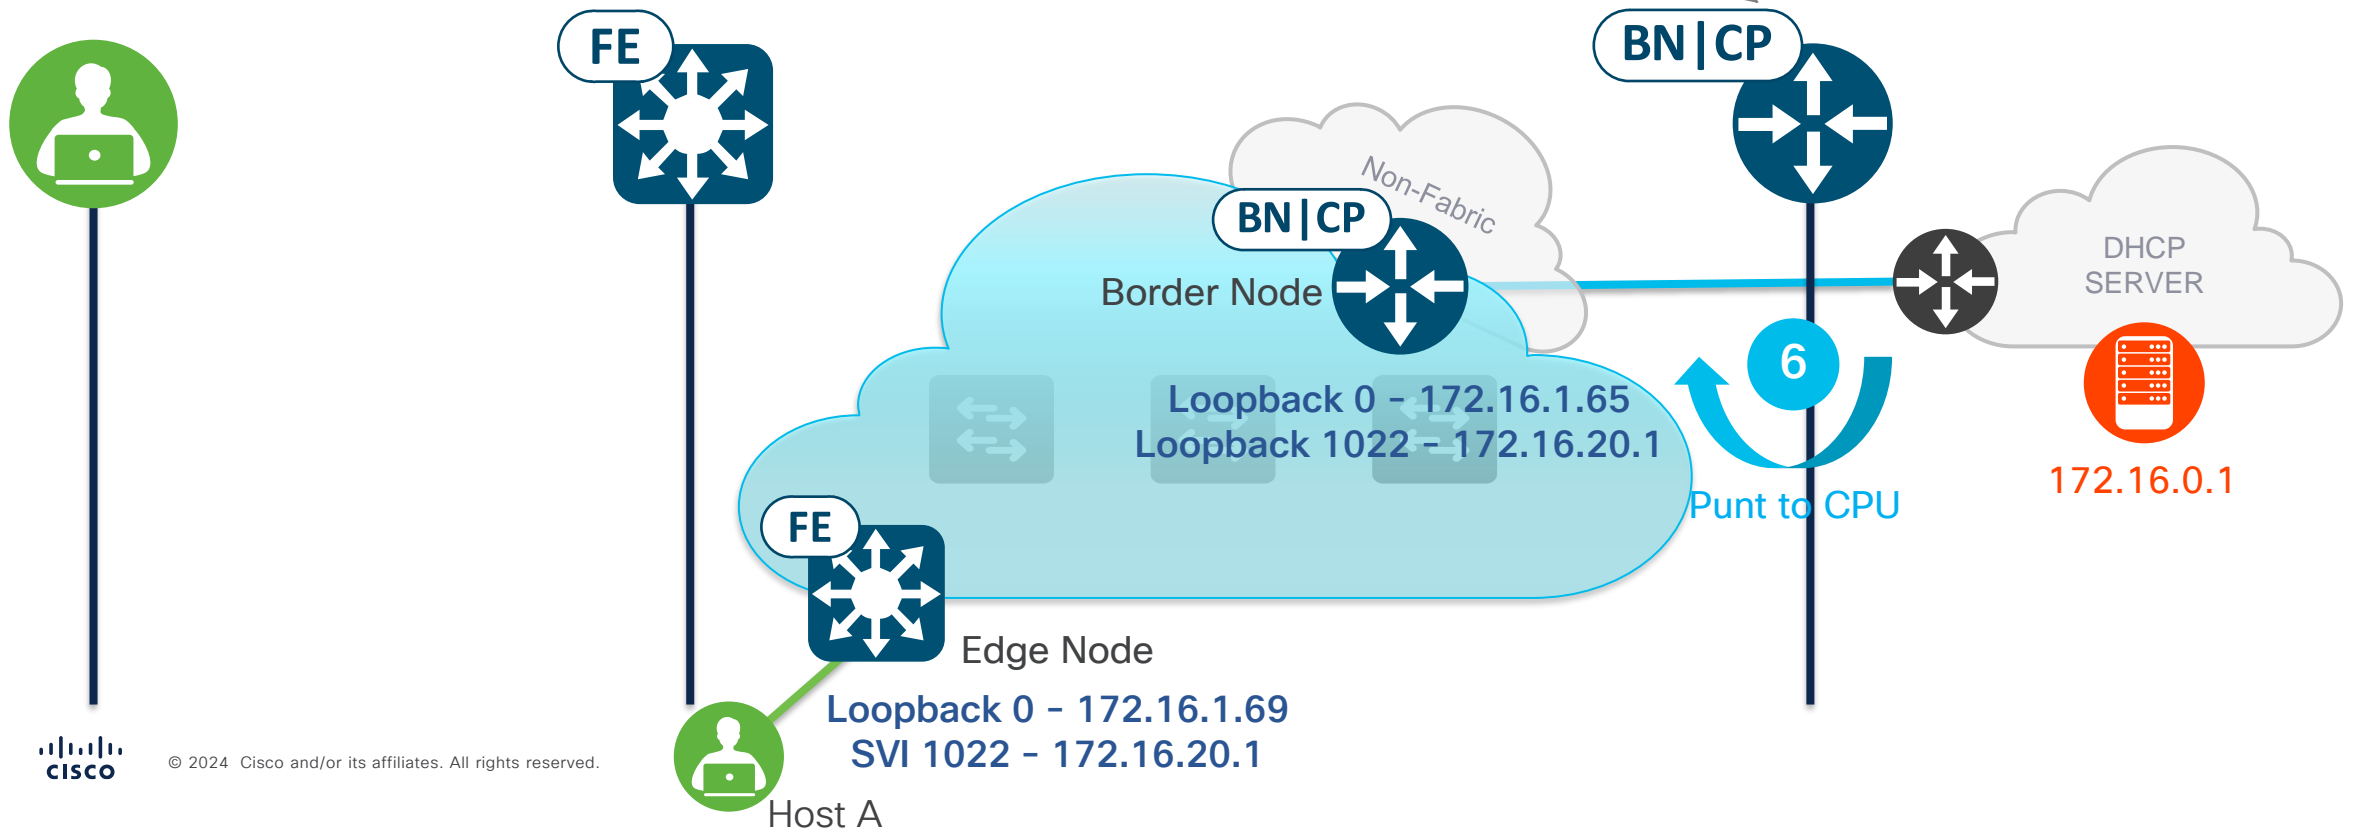 FE
BN|CP
Non-Fabric
BN|CP
Border Node
DHCP
SERVER
6
Loopback 0 – 172.16.1.65
Loopback 1022 – 172.16.20.1
172.16.0.1
Punt to CPU
FE
Edge Node
Loopback 0 – 172.16.1.69
SVI 1022 – 172.16.20.1
Host A
CISCO
© 2024 Cisco and/or its affiliates. All rights reserved.